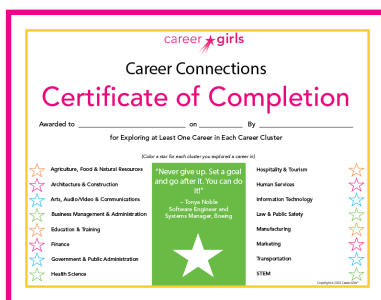 career girls
Career Connections
Certificate of Completion
Awarded to on By
for Exploring at Least One Career in Each Career Cluster
(Color a star for each cluster you explored a career in)
Agriculture, Food & Natural Resources
Architecture & Construction
Arts, Audio/Video & Communications
Business Management & Administration
Education & Training
Finance
Government & Public Administration
Health Science
"Never give up. Set a goal
and go after it. You can do
it!"
– Tonya Noble
Software Engineer and
Systems Manager, Boeing
Hospitality & Tourism
Human Services
Information Technology
Law & Public Safety
Manufacturing
Marketing
Transportation
STEM